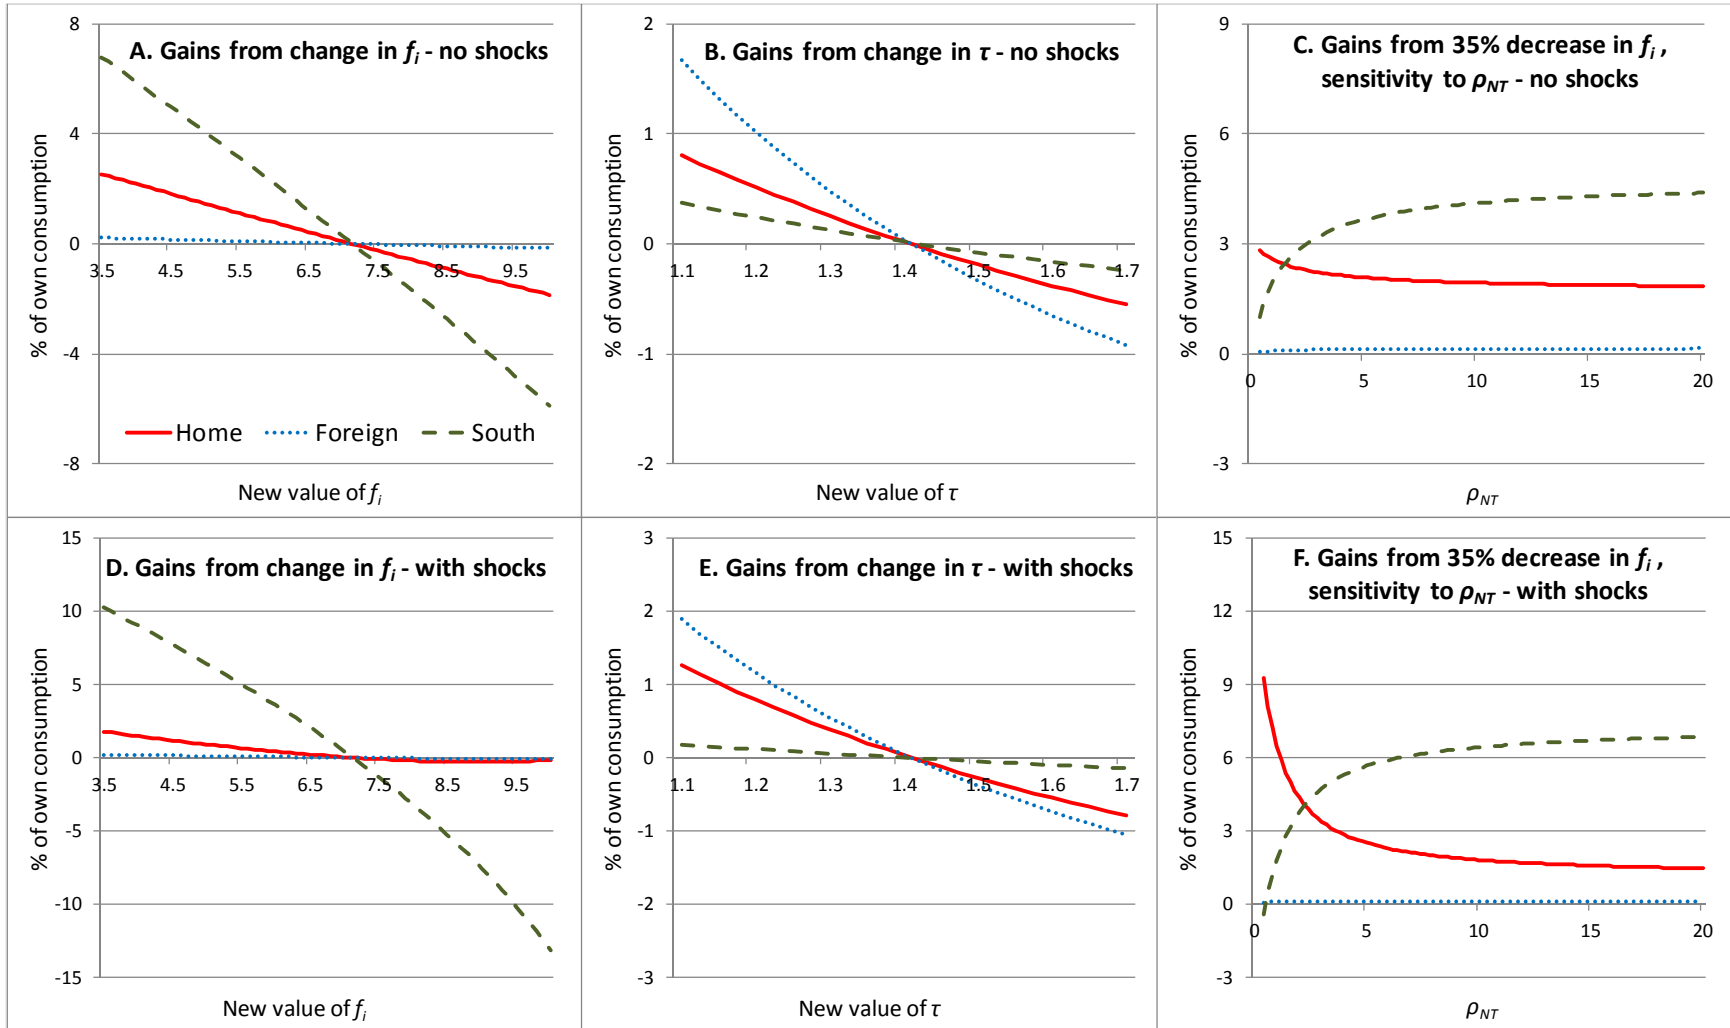 A. Gains from change in fi - no shocks
% of own consumption
8
4
0
-4
-8
3.5 4.5 5.5 6.5 7.5 8.5 9.5
Home Foreign South
New value of fi
B. Gains from change in τ - no shocks
% of own consumption
2
1
0
-1
-2
1.1 1.2 1.3 1.4 1.5 1.6 1.7
New value of τ
C. Gains from 35% decrease in fi ,
sensitivity to ρNT - no shocks
% of own consumption
9
6
3
0
-3
0 5 10 15 20
ρNT
D. Gains from change in fi - with shocks
% of own consumption
15
10
5
0
-5
-10
-15
3.5 4.5 5.5 6.5 7.5 8.5 9.5
New value of fi
E. Gains from change in τ - with shocks
% of own consumption
3
2
1
0
-1
-2
-3
1.1 1.2 1.3 1.4 1.5 1.6 1.7
New value of τ
F. Gains from 35% decrease in fi ,
sensitivity to ρNT - with shocks
% of own consumption
15
12
9
6
3
0
-3
0 5 10 15 20
ρNT